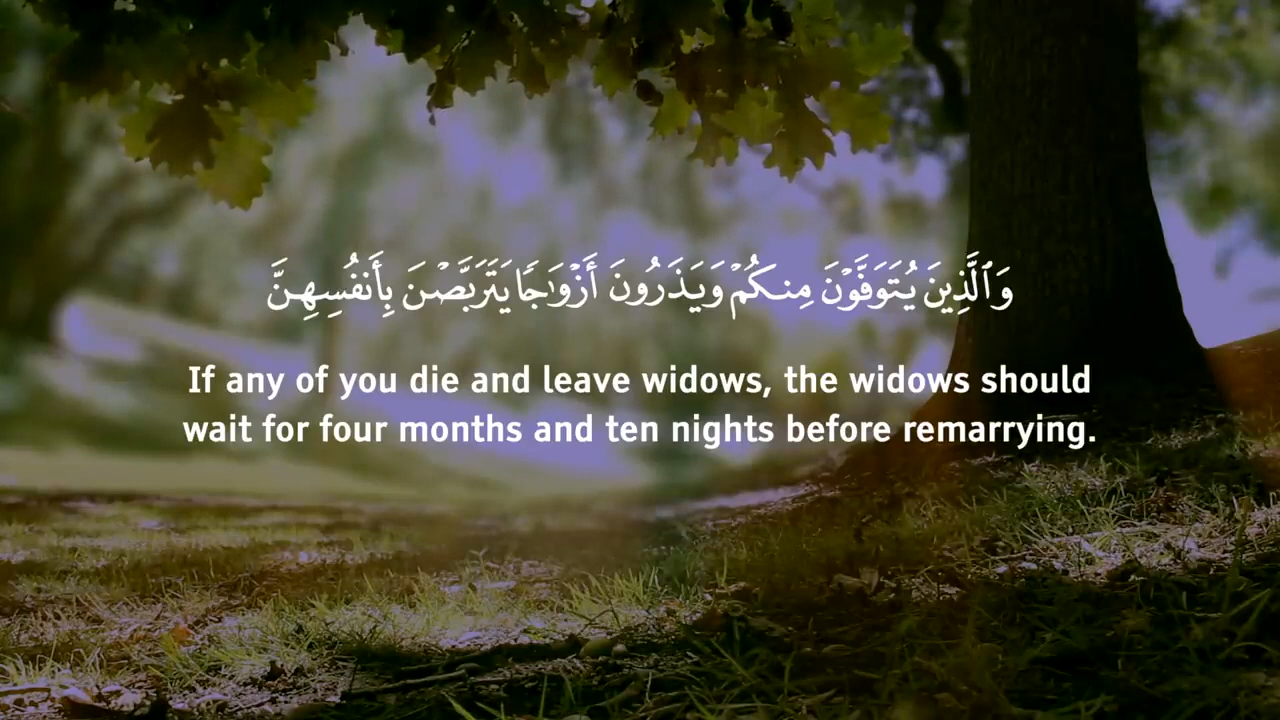 وَٱلَّذِينَ يُتَوَفَّوْنَ مِنكُمْ وَيَذَرُونَ أَزْوَٰجًا يَتَرَبَّصْنَ بِأَنفُسِهِنَّ
If any of you die and leave widows, the widows should
wait for four months and ten nights before remarrying.